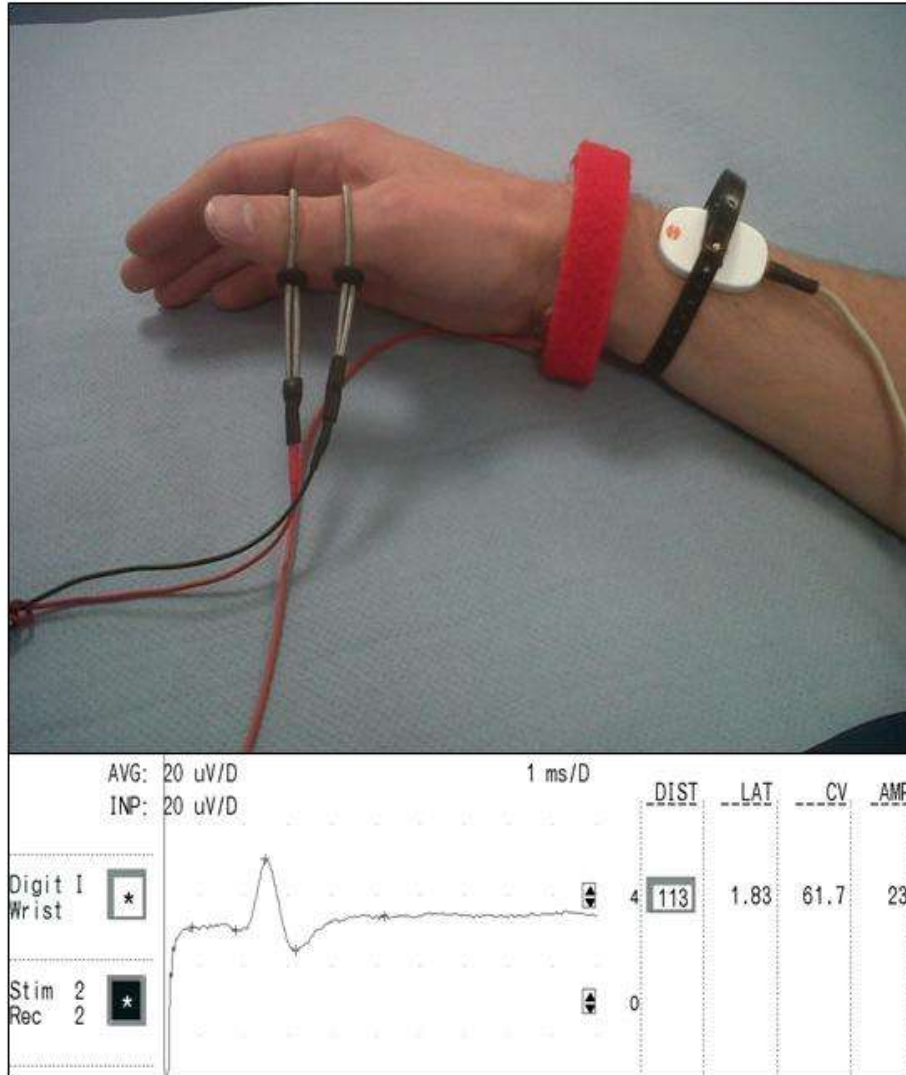 AVG: 20 uV/D 1 ms/D
INP: 20 uV/D
DIST LAT CV AMP
Digit I
Wrist
* 4 113 1.83 61.7 23
Stim 2
Rec 2
* 0